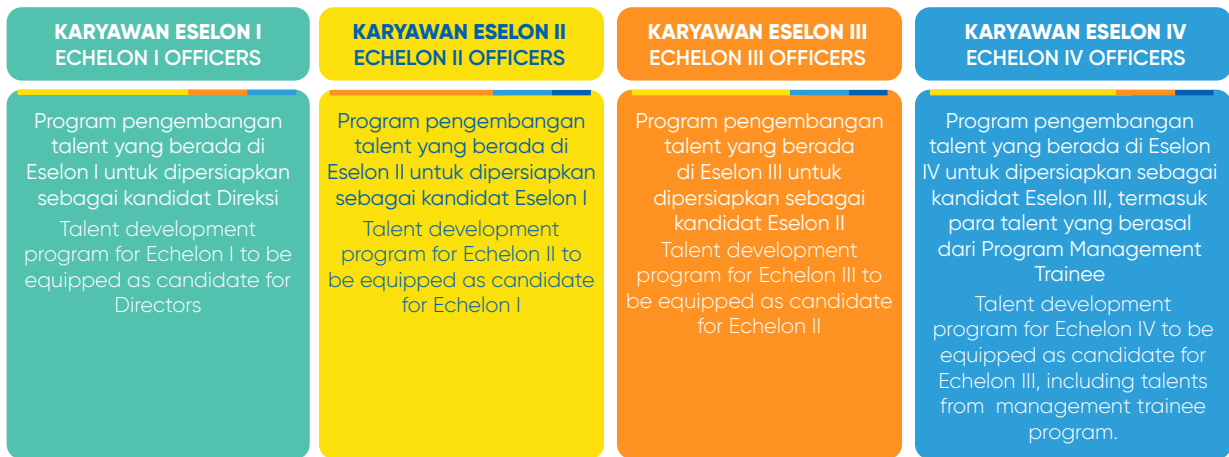 KARYAWAN ESELON I
ECHELON I OFFICERS
Program pengembangan
talent yang berada di
Eselon I untuk dipersiapkan
sebagai kandidat Direksi
Talent development
program for Echelon I to be
equipped as candidate for
Directors
KARYAWAN ESELON II
ECHELON II OFFICERS
Program pengembangan
talent yang berada di
Eselon II untuk dipersiapkan
sebagai kandidat Eselon I
Talent development
program for Echelon II to
be equipped as candidate
for Echelon I
KARYAWAN ESELON III
ECHELON III OFFICERS
Program pengembangan
talent yang berada
di Eselon III untuk
dipersiapkan sebagai
kandidat Eselon II
Talent development
program for Echelon III to
be equipped as candidate
for Echelon II
KARYAWAN ESELON IV
ECHELON IV OFFICERS
Program pengembangan
talent yang berada di Eselon
IV untuk dipersiapkan sebagai
kandidat Eselon III, termasuk
para talent yang berasal
dari Program Management
Trainee
Talent development
program for Echelon IV to be
equipped as candidate for
Echelon III, including talents
from management trainee
program.